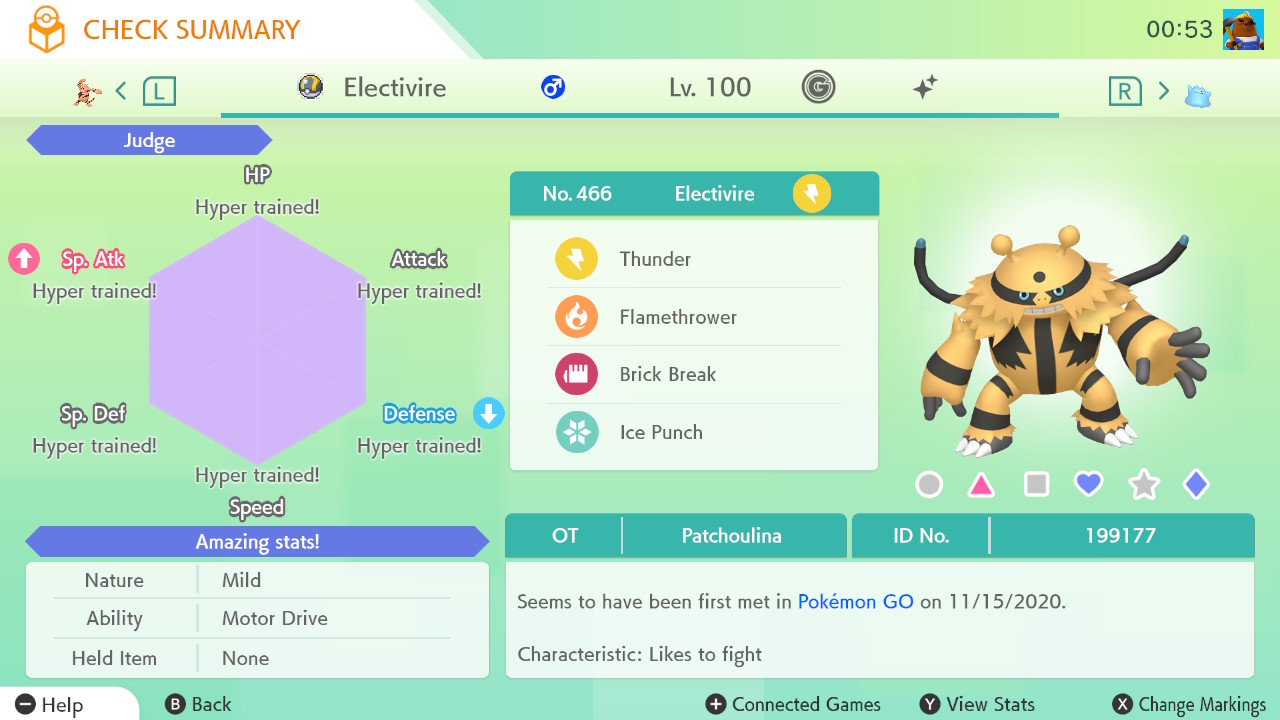 CHECK SUMMARY
00:53
L
Electivire
Lv. 100
G
R
Judge
HP
Hyper trained!
Sp. Atk
Hyper trained!
Attack
Hyper trained!
Sp. Def
Hyper trained!
Defense
Hyper trained!
Hyper trained!
Speed
Amazing stats!
Nature Mild
Ability Motor Drive
Held Item None
No. 466 Electivire
Thunder
Flamethrower
Brick Break
Ice Punch
OT Patchoulina ID No. 199177
Seems to have been first met in Pokémon GO on 11/15/2020.
Characteristic: Likes to fight
Help
B Back
Connected Games
Y View Stats
X Change Markings